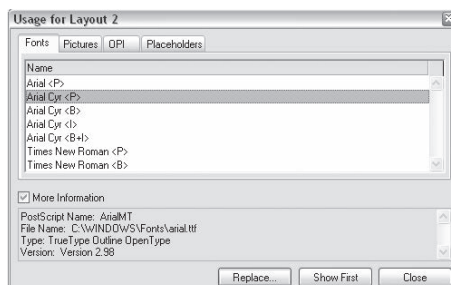 Usage for Layout 2
Fonts Pictures OPI Placeholders
Name
Arial <P>
Arial Cyr <P>
Arial Cyr <B>
Arial Cyr <I>
Arial Cyr <B+I>
Times New Roman <P>
Times New Roman <B>
More Information
PostScript Name: ArialMT
File Name: C:\WINDOWS\Fonts\arial.ttf
Type: TrueType Outline OpenType
Version: Version 2.98
Replace... Show First Close